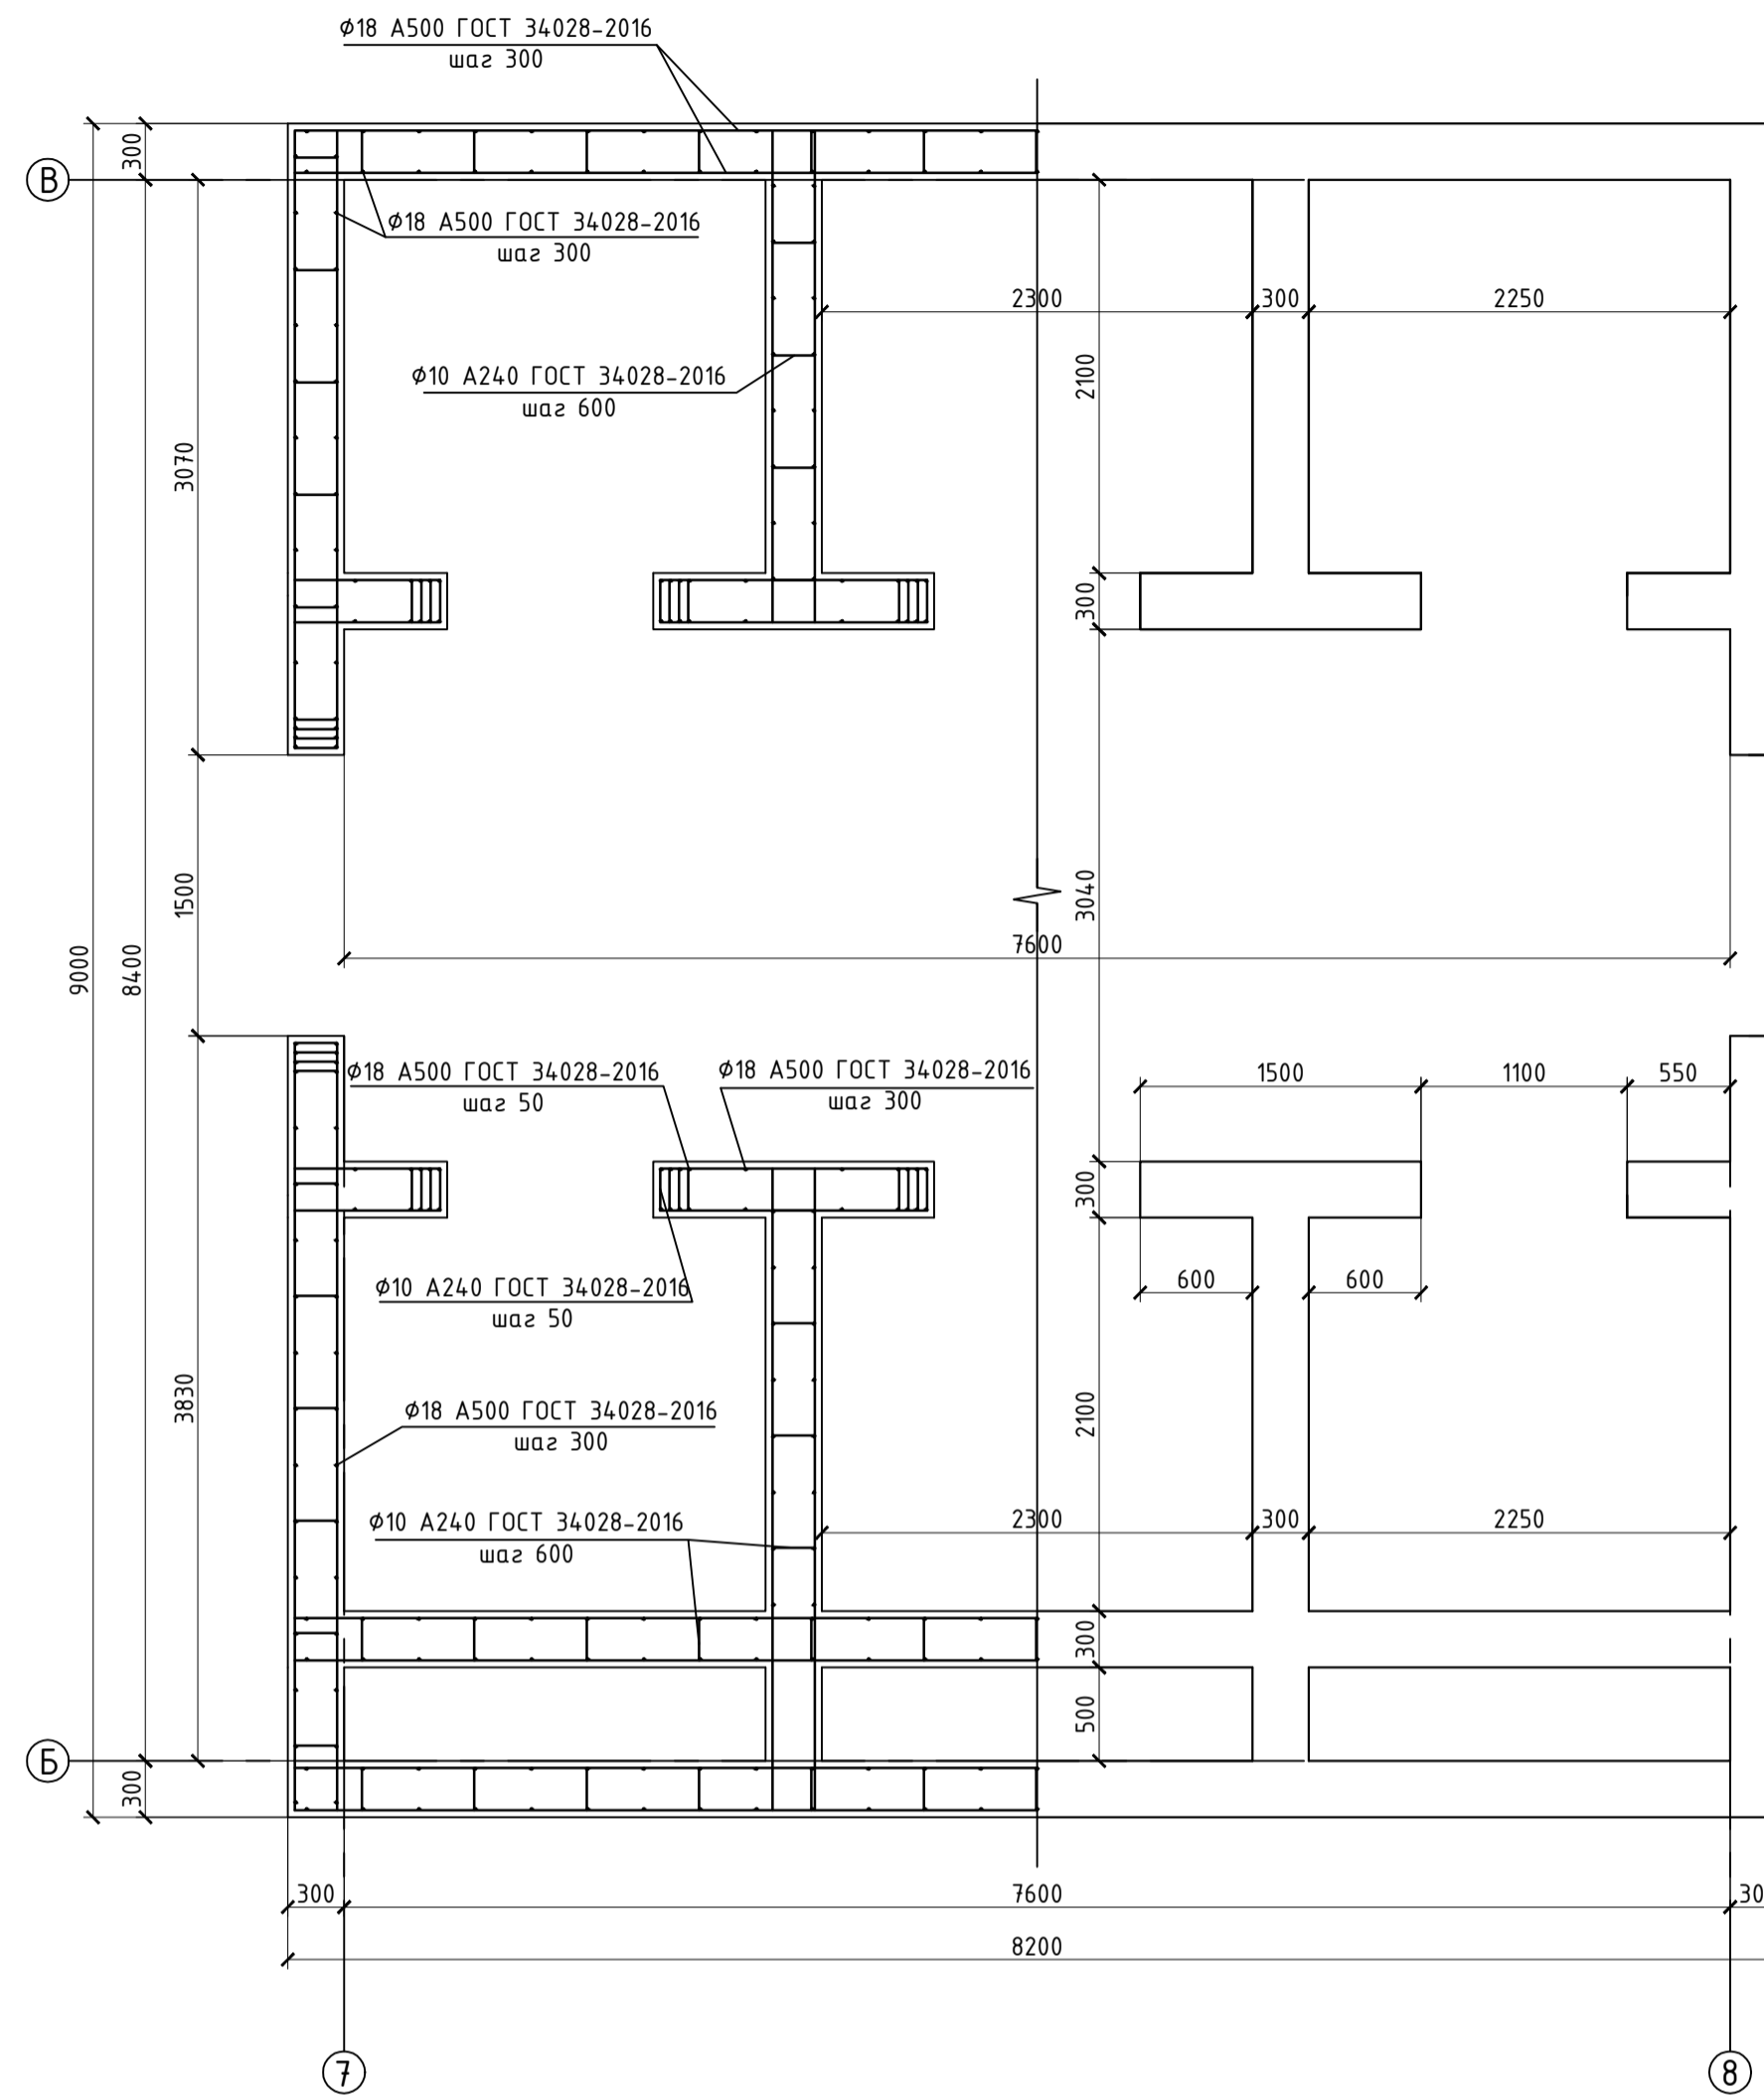 Ø18 А500 ГОСТ 34028-2016
шаг 300
300
В
Ø18 А500 ГОСТ 34028-2016
шаг 300
2300
300
2250
Ø10 А240 ГОСТ 34028-2016
шаг 600
2100
3070
300
1500
3040
9000
8400
7600
Ø18 А500 ГОСТ 34028-2016
шаг 50
Ø18 А500 ГОСТ 34028-2016
шаг 300
1500
1100
550
300
Ø10 А240 ГОСТ 34028-2016
шаг 50
600
600
3830
Ø18 А500 ГОСТ 34028-2016
шаг 300
2100
Ø10 А240 ГОСТ 34028-2016
шаг 600
2300
300
2250
300
500
Б
300
300
7600
30
8200
7
8